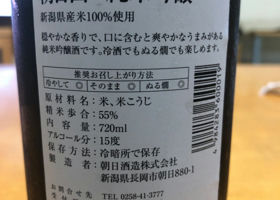 新潟県産米100%使用
穏やかな香りで、口に含むと爽やかなうまみがある
純米吟醸酒です。冷酒でもぬる燗でも楽しめます。
推奨お召し上がり方法
冷やして◎ そのまま○ ぬる燗○
原材料名:米、米こうじ
精米歩合:55%
内容量:720ml
アルコール分:15度
保存方法:冷暗所で保存
製造者:朝日酒造株式会社
新潟県長岡市朝日880-1
お問合せ先 TEL 0258-41-3777
4984283600019